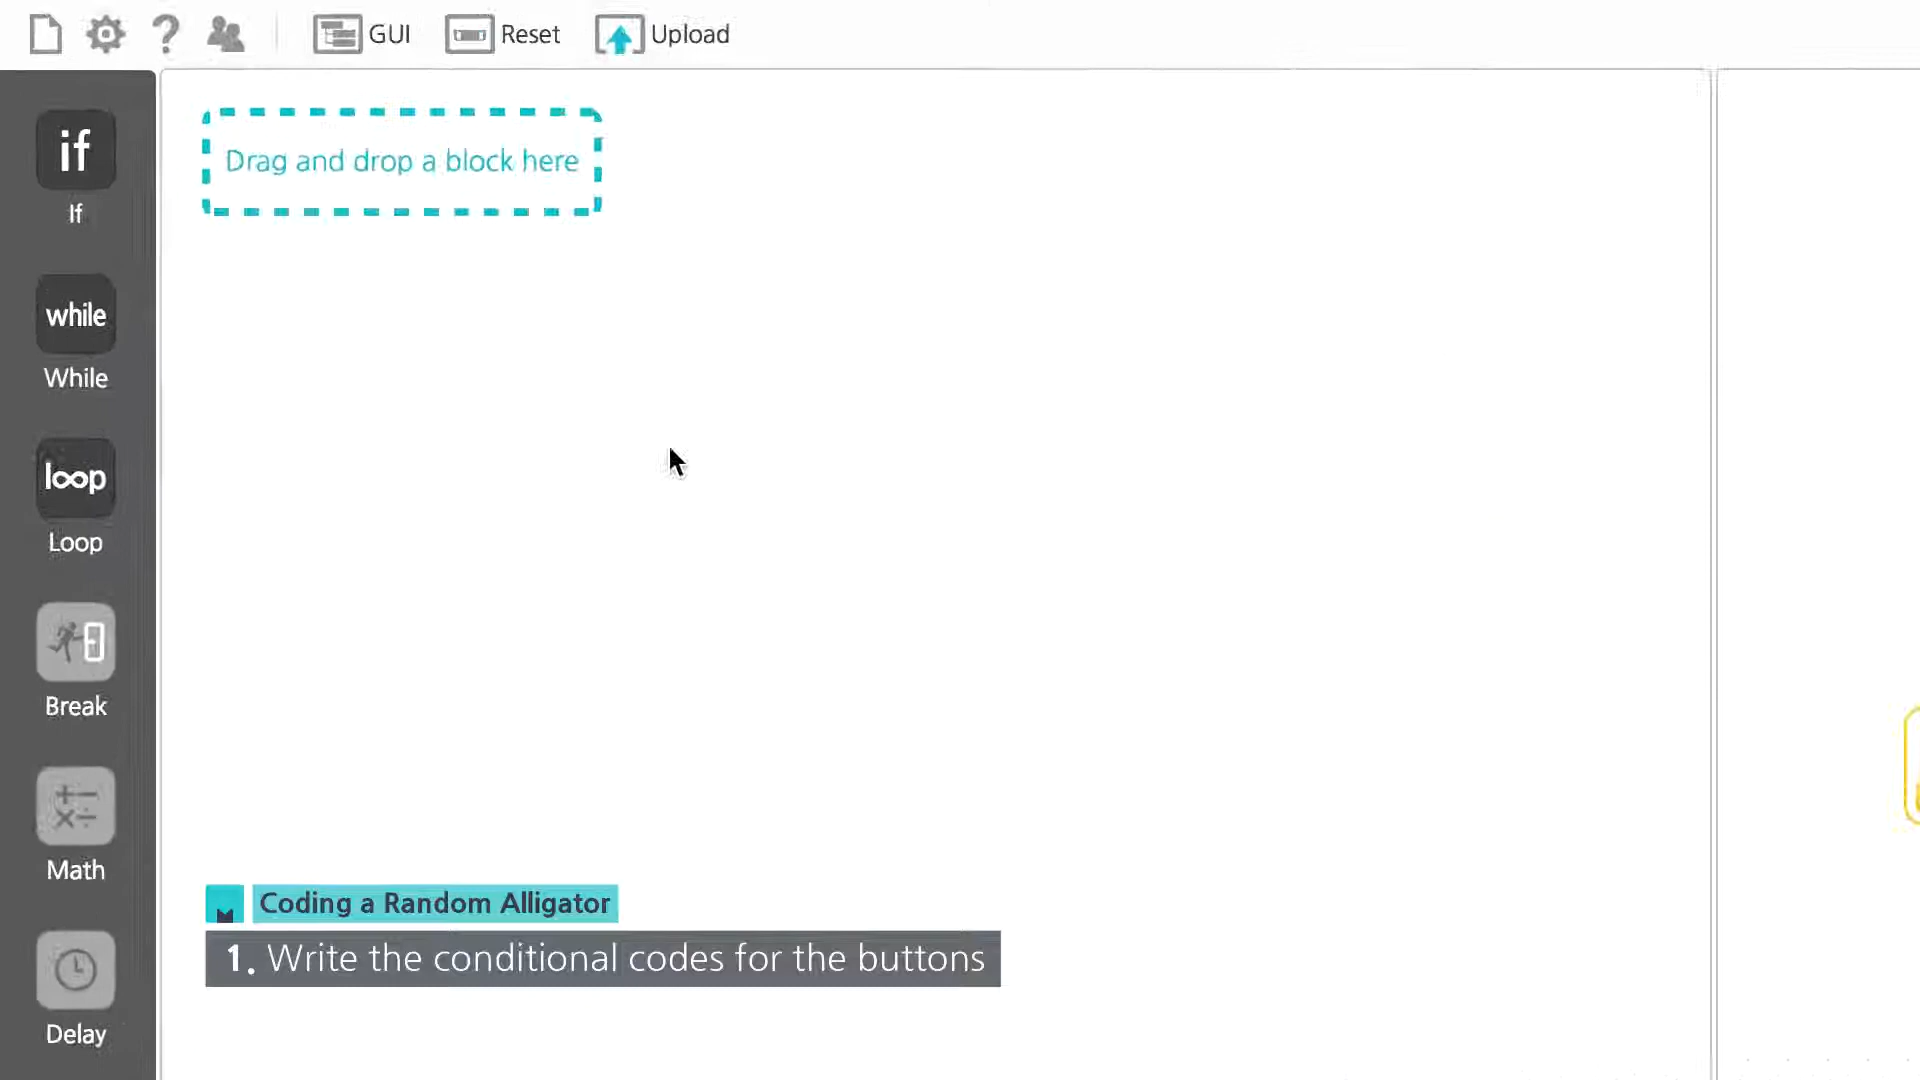 GUI
Reset
Upload
if
If
while
While
loop
Loop
Break
Math
Delay
Drag and drop a block here
Coding a Random Alligator
1. Write the conditional codes for the buttons